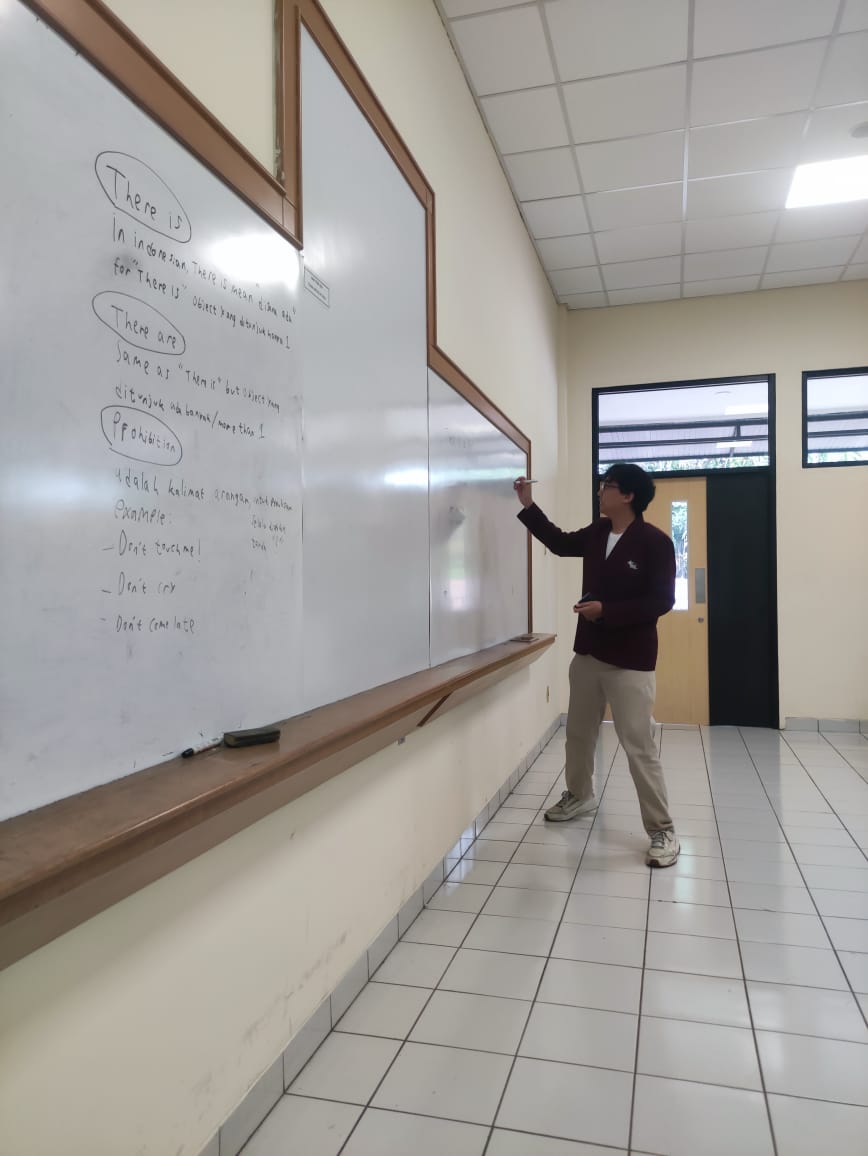 There is
in indonesian, There is mean "disana ada"
for "There is" object yang ditunjuk hanya 1
There are
Same as "There is" but object yang
ditunjuk ada banyak/more than 1
Prohibition
adalah kalimat larangan untuk
example:
- Don't touch me!
- Don't cry
- Don't come late